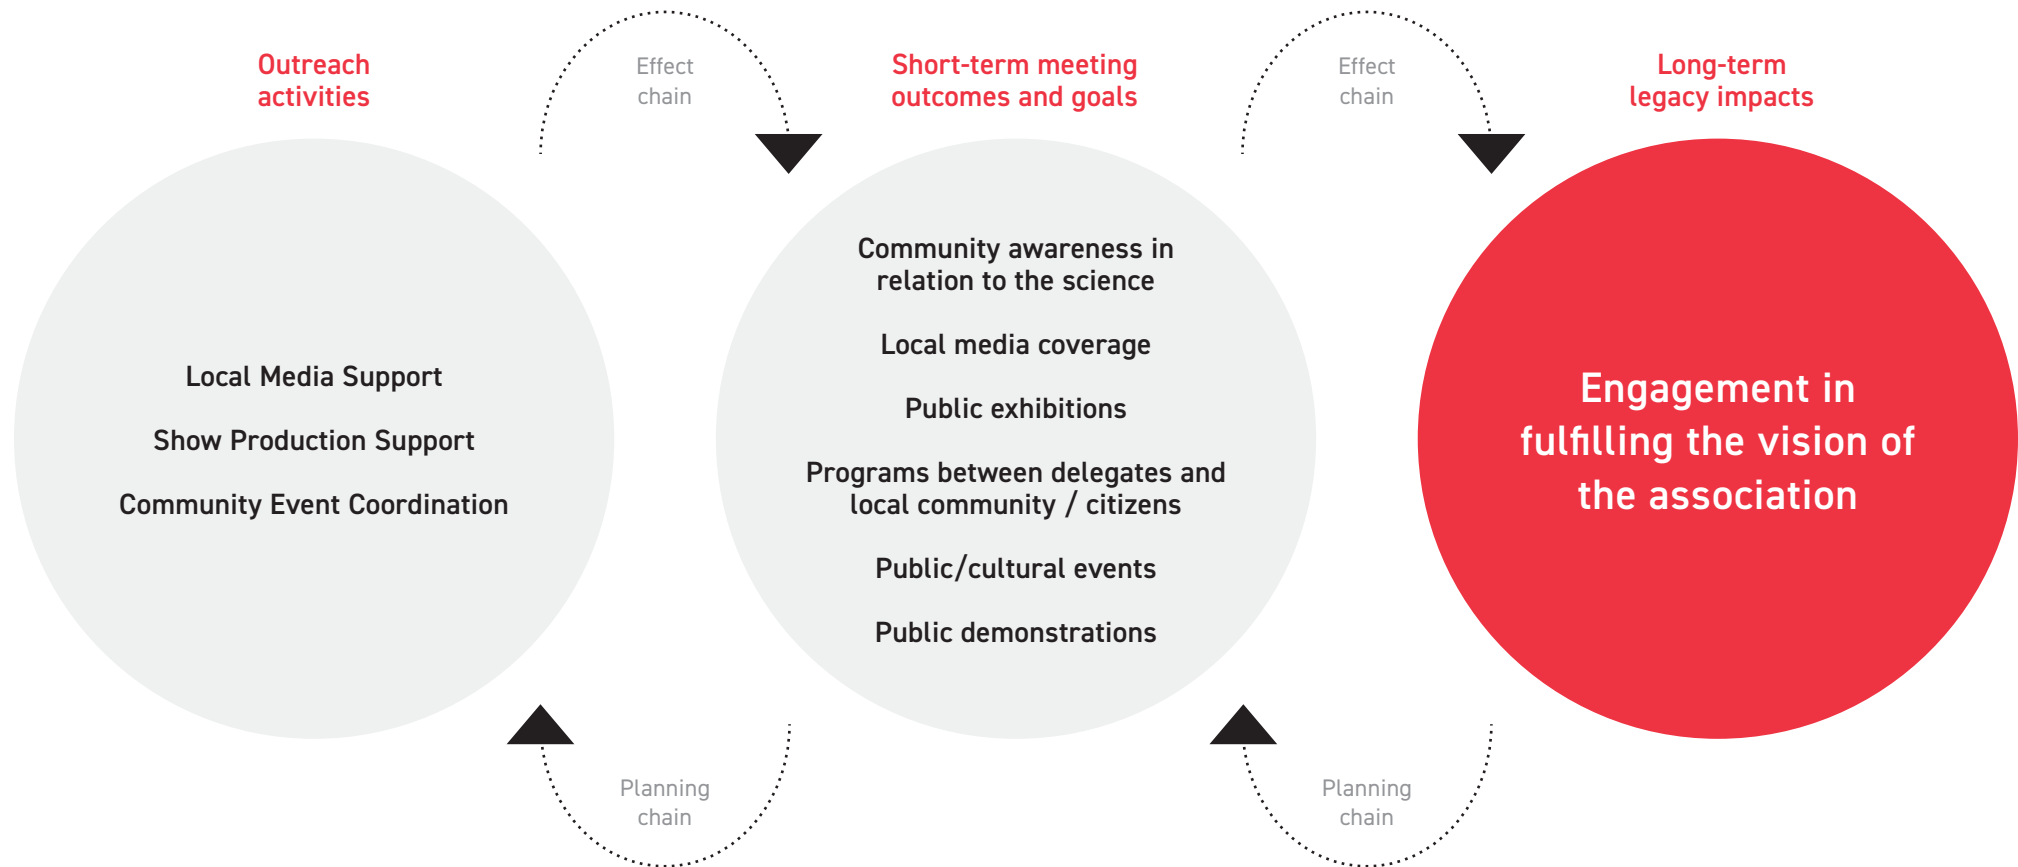 Outreach
activities
Effect
chain
Short-term meeting
outcomes and goals
Effect
chain
Long-term
legacy impacts
Local Media Support
Show Production Support
Community Event Coordination
Community awareness in
relation to the science
Local media coverage
Public exhibitions
Programs between delegates and
local community / citizens
Public/cultural events
Public demonstrations
Engagement in
fulfilling the vision of
the association
Planning
chain
Planning
chain